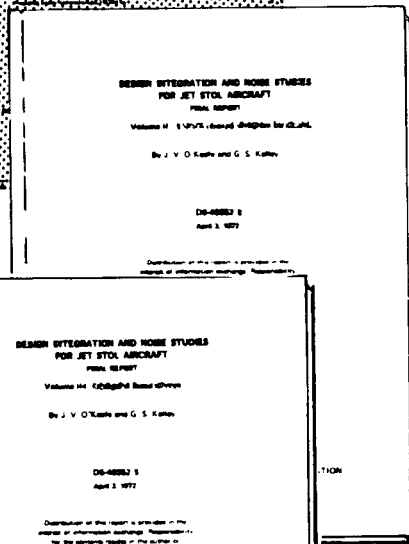 DESIGN INTEGRATION AND NOISE STUDIES
FOR JET STOL AIRCRAFT
FINAL REPORT
Volume
By J. V. O'Keefe and G. S. Kelley
April 3, 1972
Distribution of this report is provided in the
interest of information exchange. Responsibility
DESIGN INTEGRATION AND NOISE STUDIES
FOR JET STOL AIRCRAFT
FINAL REPORT
Volume
By J. V. O'Keefe and G. S. Kelley
April 3, 1972
Distribution of this report is provided in the
interest of information exchange. Responsibility
for the contents resides in the author or
TION